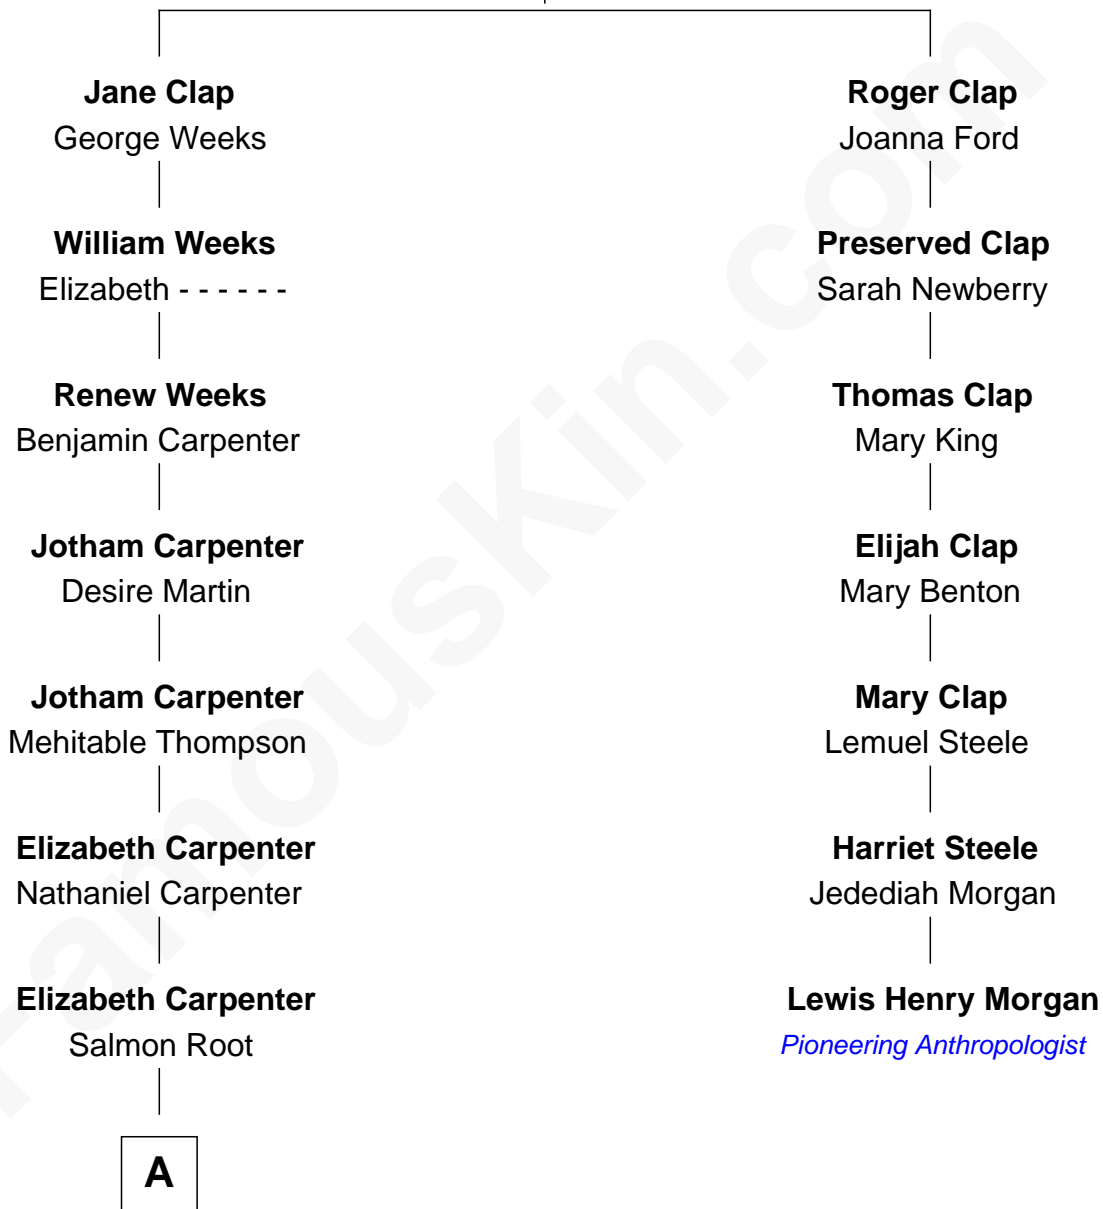 Jane Clap
George Weeks
Roger Clap
Joanna Ford
William Weeks
Elizabeth - - - - - -
Preserved Clap
Sarah Newberry
Renew Weeks
Benjamin Carpenter
Thomas Clap
Mary King
Jotham Carpenter
Desire Martin
Elijah Clap
Mary Benton
Jotham Carpenter
Mehitable Thompson
Mary Clap
Lemuel Steele
Elizabeth Carpenter
Nathaniel Carpenter
Harriet Steele
Jedediah Morgan
Elizabeth Carpenter
Salmon Root
Lewis Henry Morgan
Pioneering Anthropologist
A
FamousKin.com